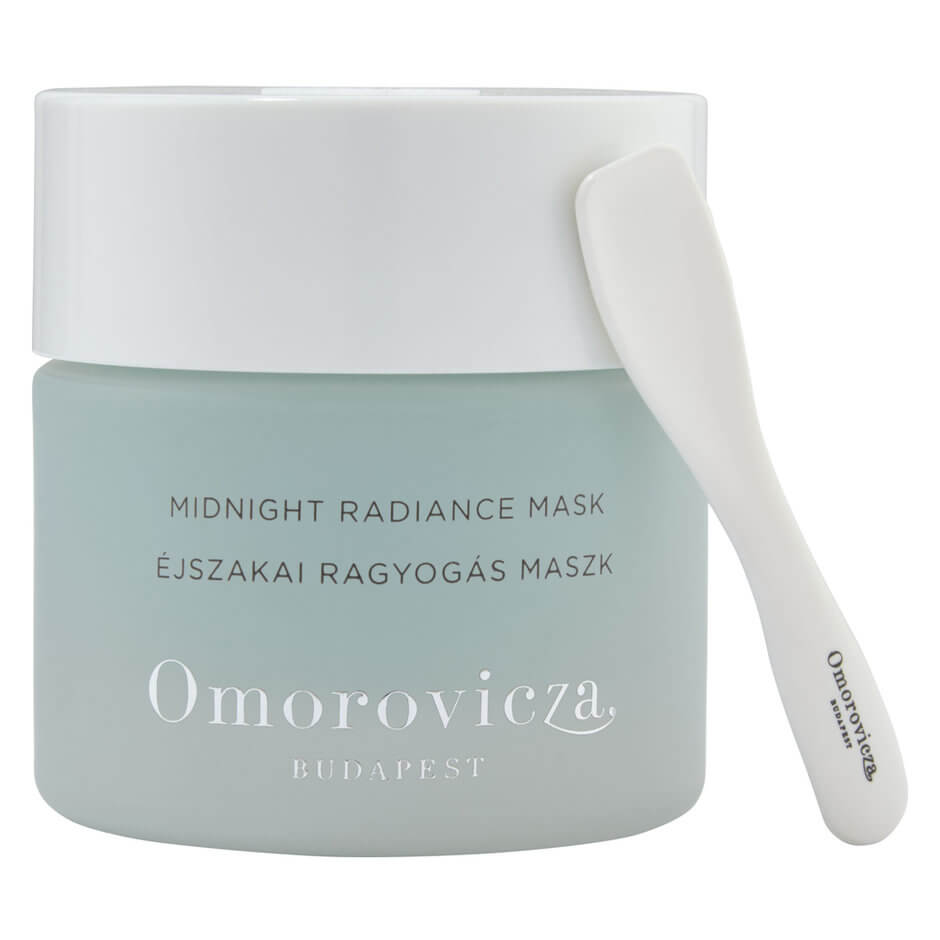 MIDNIGHT RADIANCE MASK
ÉJSZAKAI RAGYOGÁS MASZK
Omorovicza
BUDAPEST
Omorovicza
BUDAPEST